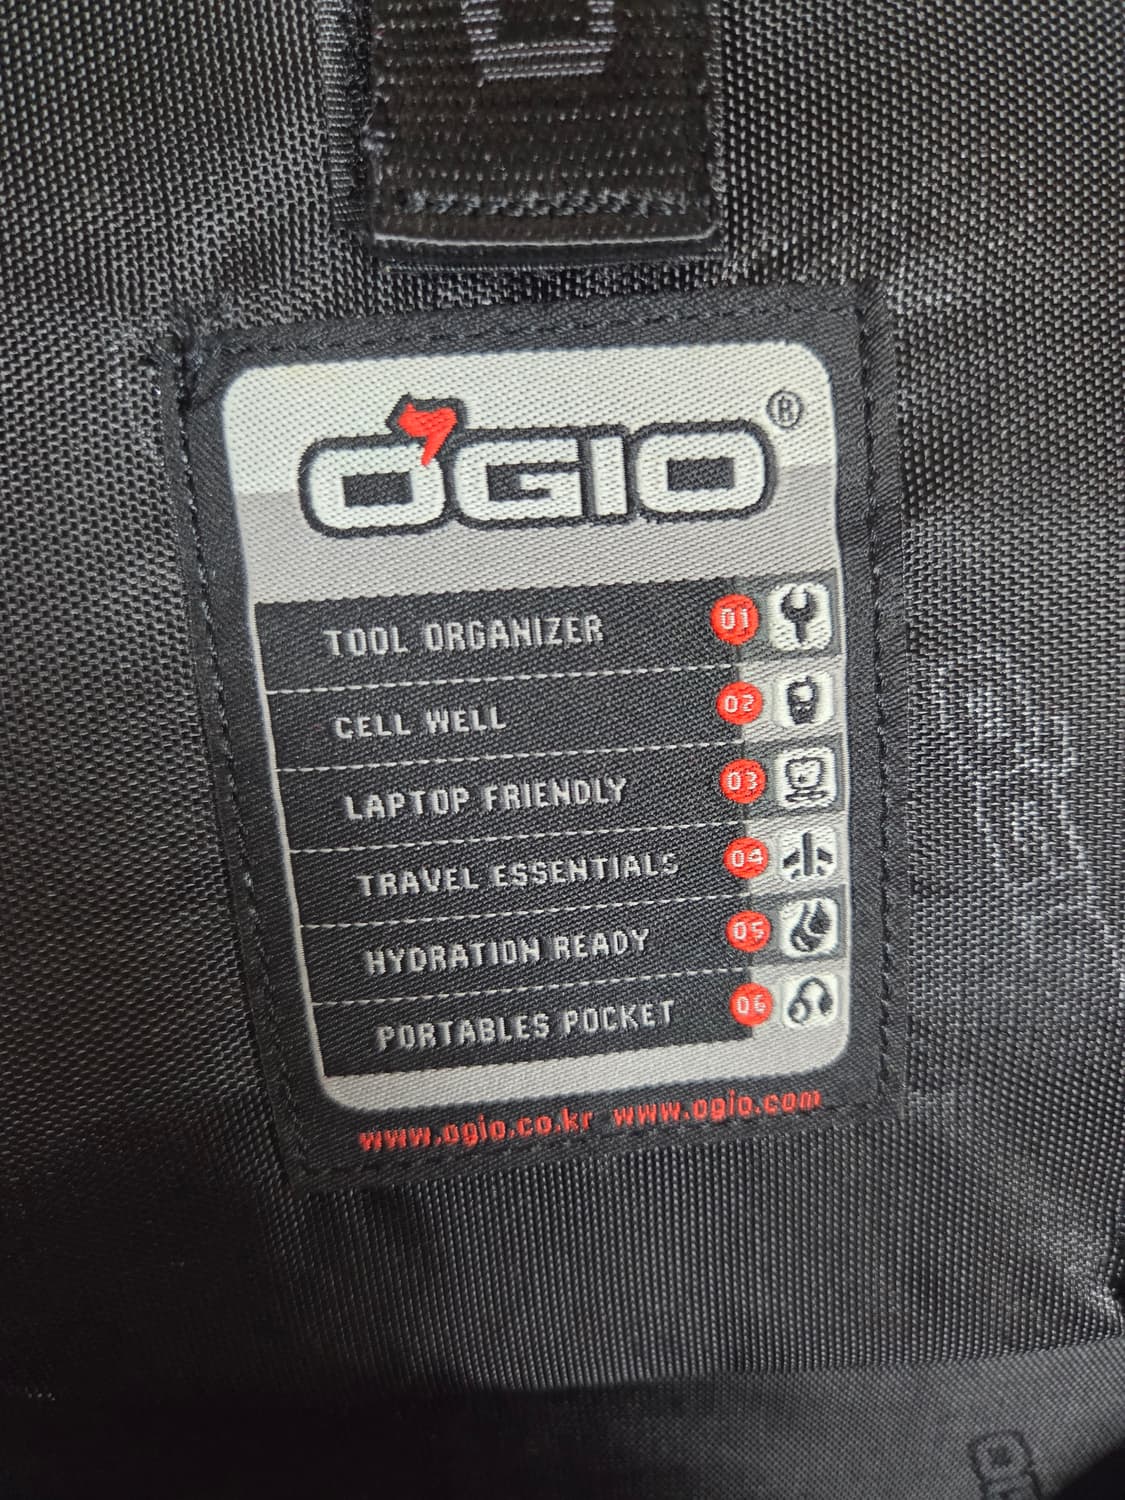 OGIO®
TOOL ORGANIZER 01
CELL WELL 02
LAPTOP FRIENDLY 03
TRAVEL ESSENTIALS 04
HYDRATION READY 05
PORTABLES POCKET 06
www.ogio.co.kr www.ogio.com